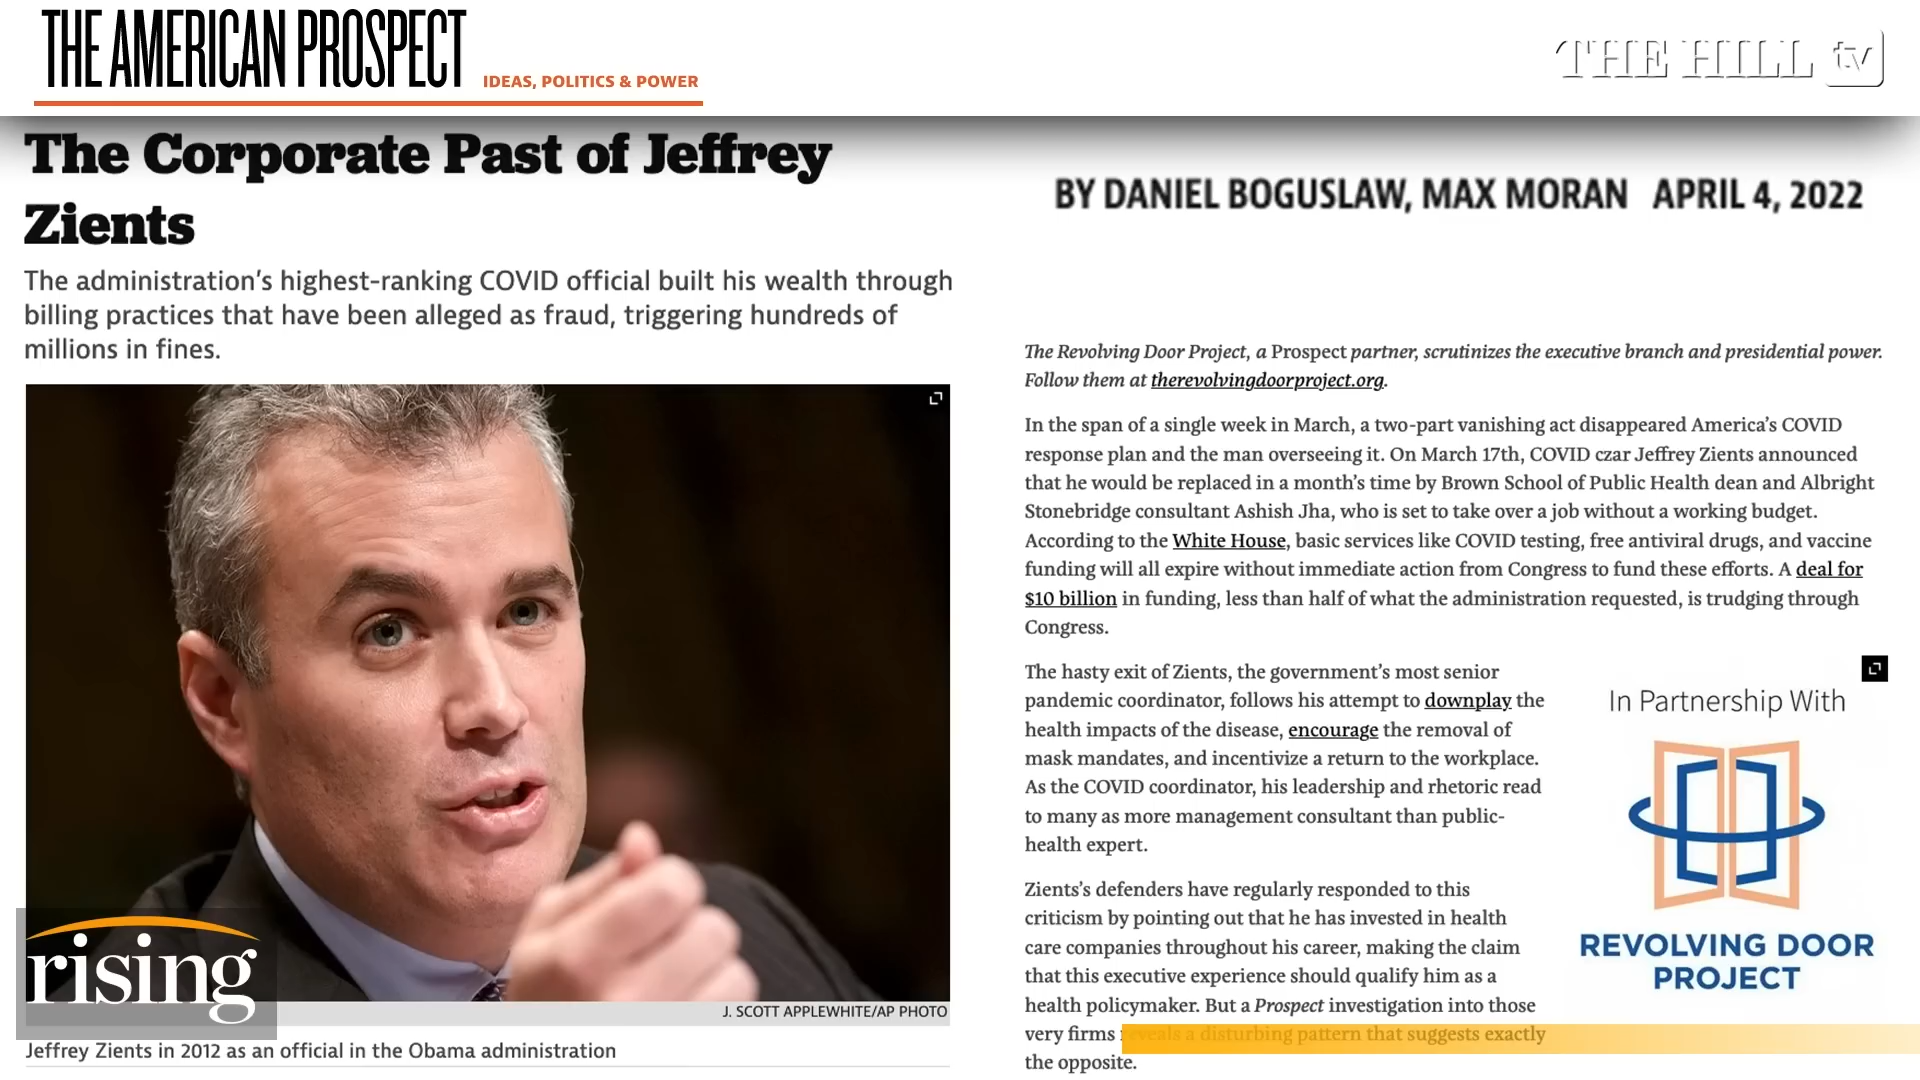 THE AMERICAN PROSPECT
IDEAS, POLITICS & POWER
THE HILL tv
The Corporate Past of Jeffrey
Zients
The administration's highest-ranking COVID official built his wealth through
billing practices that have been alleged as fraud, triggering hundreds of
millions in fines.
rising
J. SCOTT APPLEWHITE/AP PHOTO
Jeffrey Zients in 2012 as an official in the Obama administration
BY DANIEL BOGUSLAW, MAX MORAN APRIL 4, 2022
The Revolving Door Project, a Prospect partner, scrutinizes the executive branch and presidential power.
Follow them at therevolvingdoorproject.org.
In the span of a single week in March, a two-part vanishing act disappeared America's COVID
response plan and the man overseeing it. On March 17th, COVID czar Jeffrey Zients announced
that he would be replaced in a month's time by Brown School of Public Health dean and Albright
Stonebridge consultant Ashish Jha, who is set to take over a job without a working budget.
According to the White House, basic services like COVID testing, free antiviral drugs, and vaccine
funding will all expire without immediate action from Congress to fund these efforts. A deal for
$10 billion in funding, less than half of what the administration requested, is trudging through
Congress.
The hasty exit of Zients, the government's most senior
pandemic coordinator, follows his attempt to downplay the
health impacts of the disease, encourage the removal of
mask mandates, and incentivize a return to the workplace.
As the COVID coordinator, his leadership and rhetoric read
to many as more management consultant than public-
health expert.
Zients's defenders have regularly responded to this
criticism by pointing out that he has invested in health
care companies throughout his career, making the claim
that this executive experience should qualify him as a
health policymaker. But a Prospect investigation into those
very firms reveals a disturbing pattern that suggests exactly
the opposite.
In Partnership With
REVOLVING DOOR
PROJECT